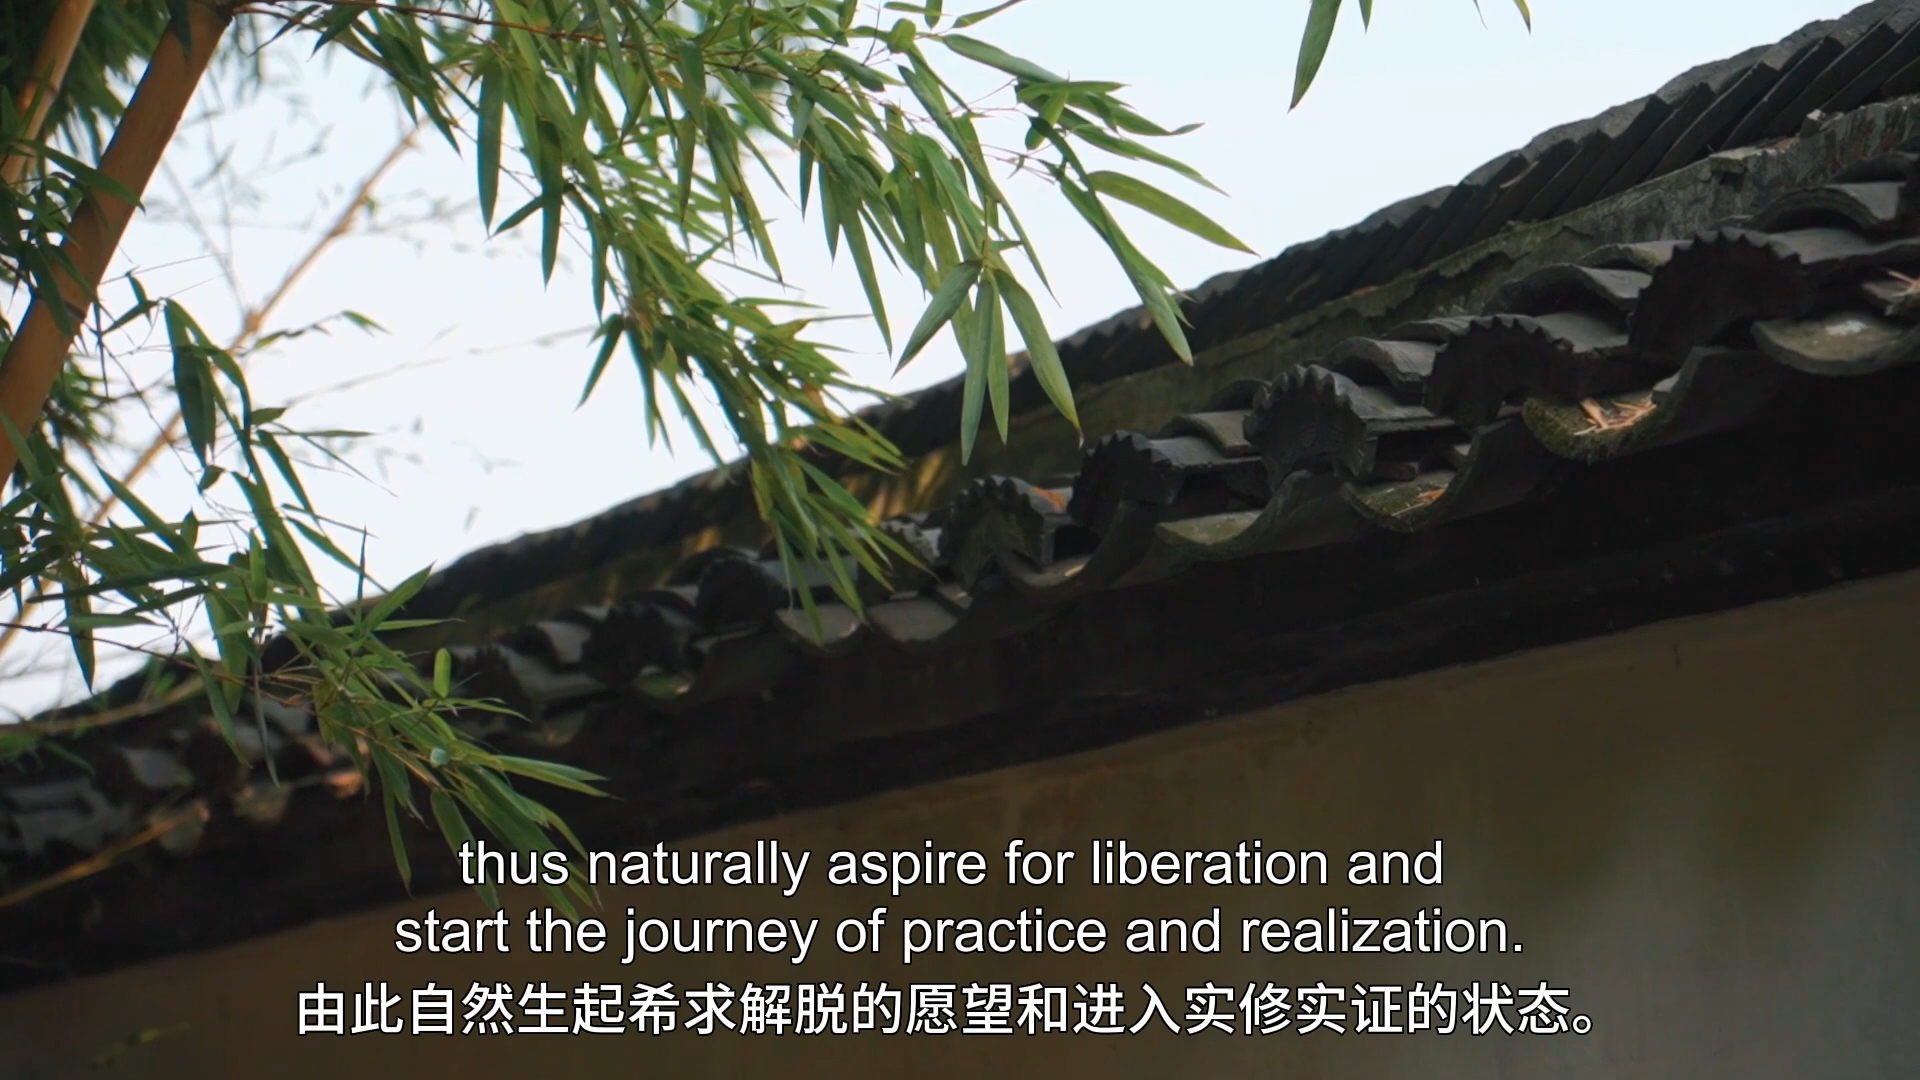 thus naturally aspire for liberation and
start the journey of practice and realization.
由此自然生起希求解脱的愿望和进入实修实证的状态。